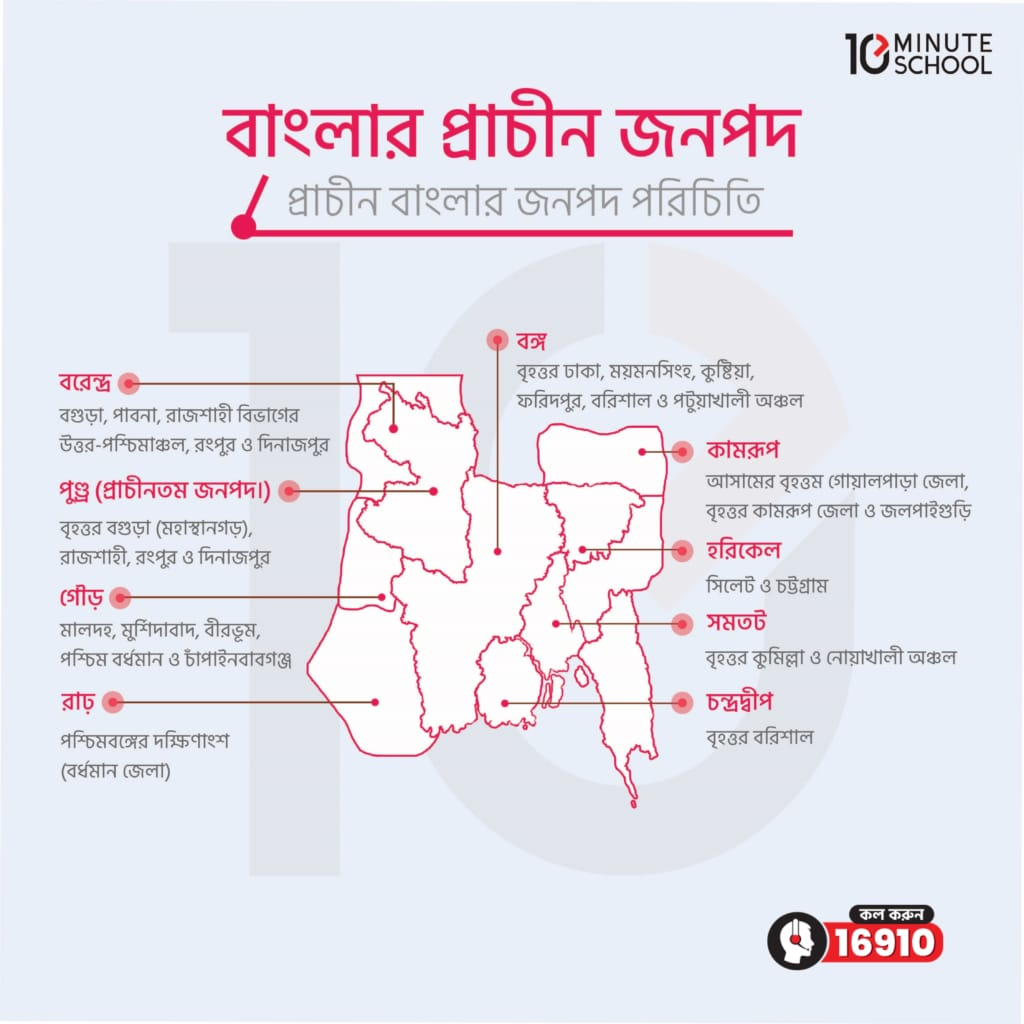 10 MINUTE
SCHOOL
বাংলার প্রাচীন জনপদ
প্রাচীন বাংলার জনপদ পরিচিতি
বঙ্গ
বৃহত্তর ঢাকা, ময়মনসিংহ, কুষ্টিয়া,
ফরিদপুর, বরিশাল ও পটুয়াখালী অঞ্চল
বরেন্দ্র
বগুড়া, পাবনা, রাজশাহী বিভাগের
উত্তর-পশ্চিমাঞ্চল, রংপুর ও দিনাজপুর
কামরূপ
আসামের বৃহত্তম গোয়ালপাড়া জেলা,
বৃহত্তর কামরূপ জেলা ও জলপাইগুড়ি
পুণ্ড্র (প্রাচীনতম জনপদ।)
বৃহত্তর বগুড়া (মহাস্থানগড়),
রাজশাহী, রংপুর ও দিনাজপুর
হরিকেল
সিলেট ও চট্টগ্রাম
গৌড়
মালদহ, মুর্শিদাবাদ, বীরভূম,
পশ্চিম বর্ধমান ও চাঁপাইনবাবগঞ্জ
সমতট
বৃহত্তর কুমিল্লা ও নোয়াখালী অঞ্চল
রাঢ়
পশ্চিমবঙ্গের দক্ষিণাংশ
(বর্ধমান জেলা)
চন্দ্রদ্বীপ
বৃহত্তর বরিশাল
কল করুন
16910